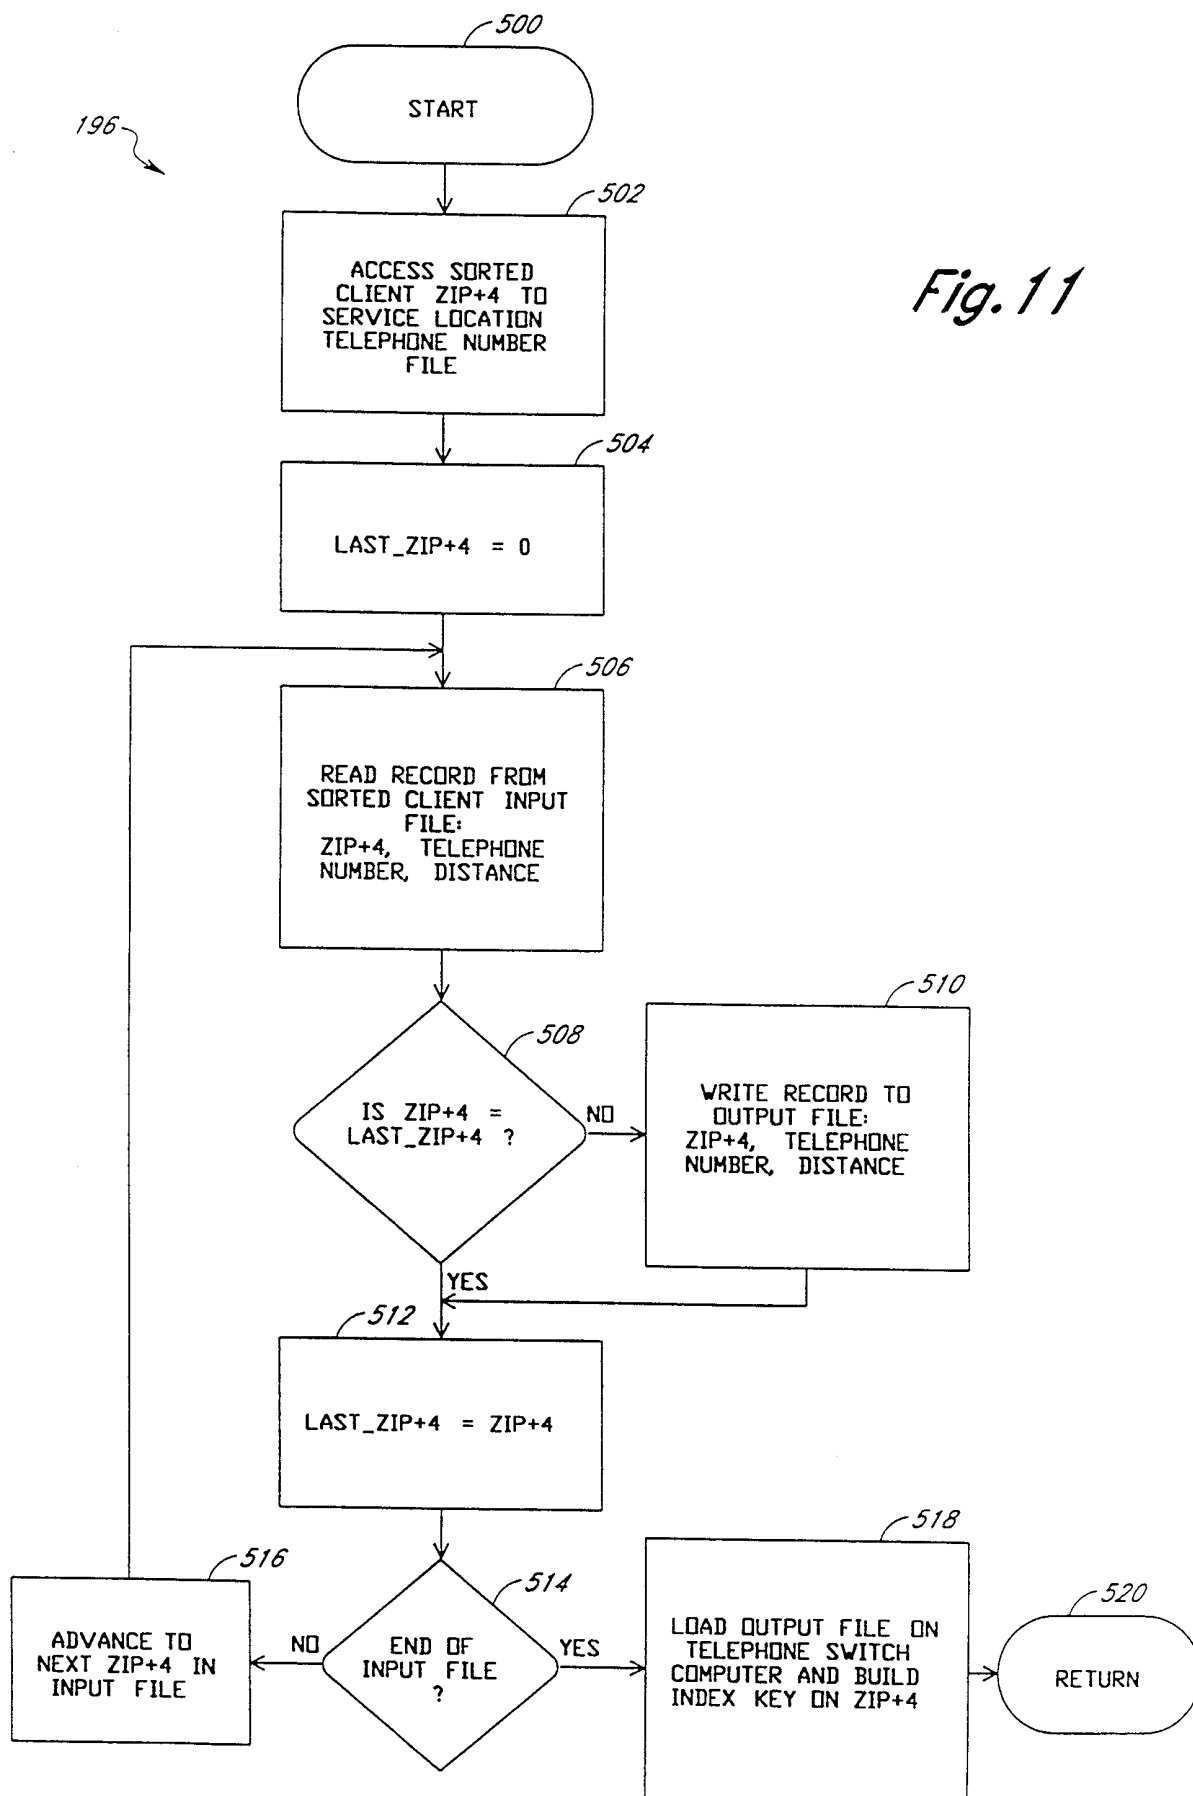 500
START
196
502
ACCESS SORTED
CLIENT ZIP+4 TO
SERVICE LOCATION
TELEPHONE NUMBER
FILE
Fig. 11
504
LAST_ZIP+4 = 0
506
READ RECORD FROM
SORTED CLIENT INPUT
FILE:
ZIP+4, TELEPHONE
NUMBER, DISTANCE
508
IS ZIP+4 =
LAST_ZIP+4 ?
NO
510
WRITE RECORD TO
OUTPUT FILE:
ZIP+4, TELEPHONE
NUMBER, DISTANCE
YES
512
LAST_ZIP+4 = ZIP+4
514
END OF
INPUT FILE
?
NO
YES
516
ADVANCE TO
NEXT ZIP+4 IN
INPUT FILE
518
LOAD OUTPUT FILE ON
TELEPHONE SWITCH
COMPUTER AND BUILD
INDEX KEY ON ZIP+4
520
RETURN